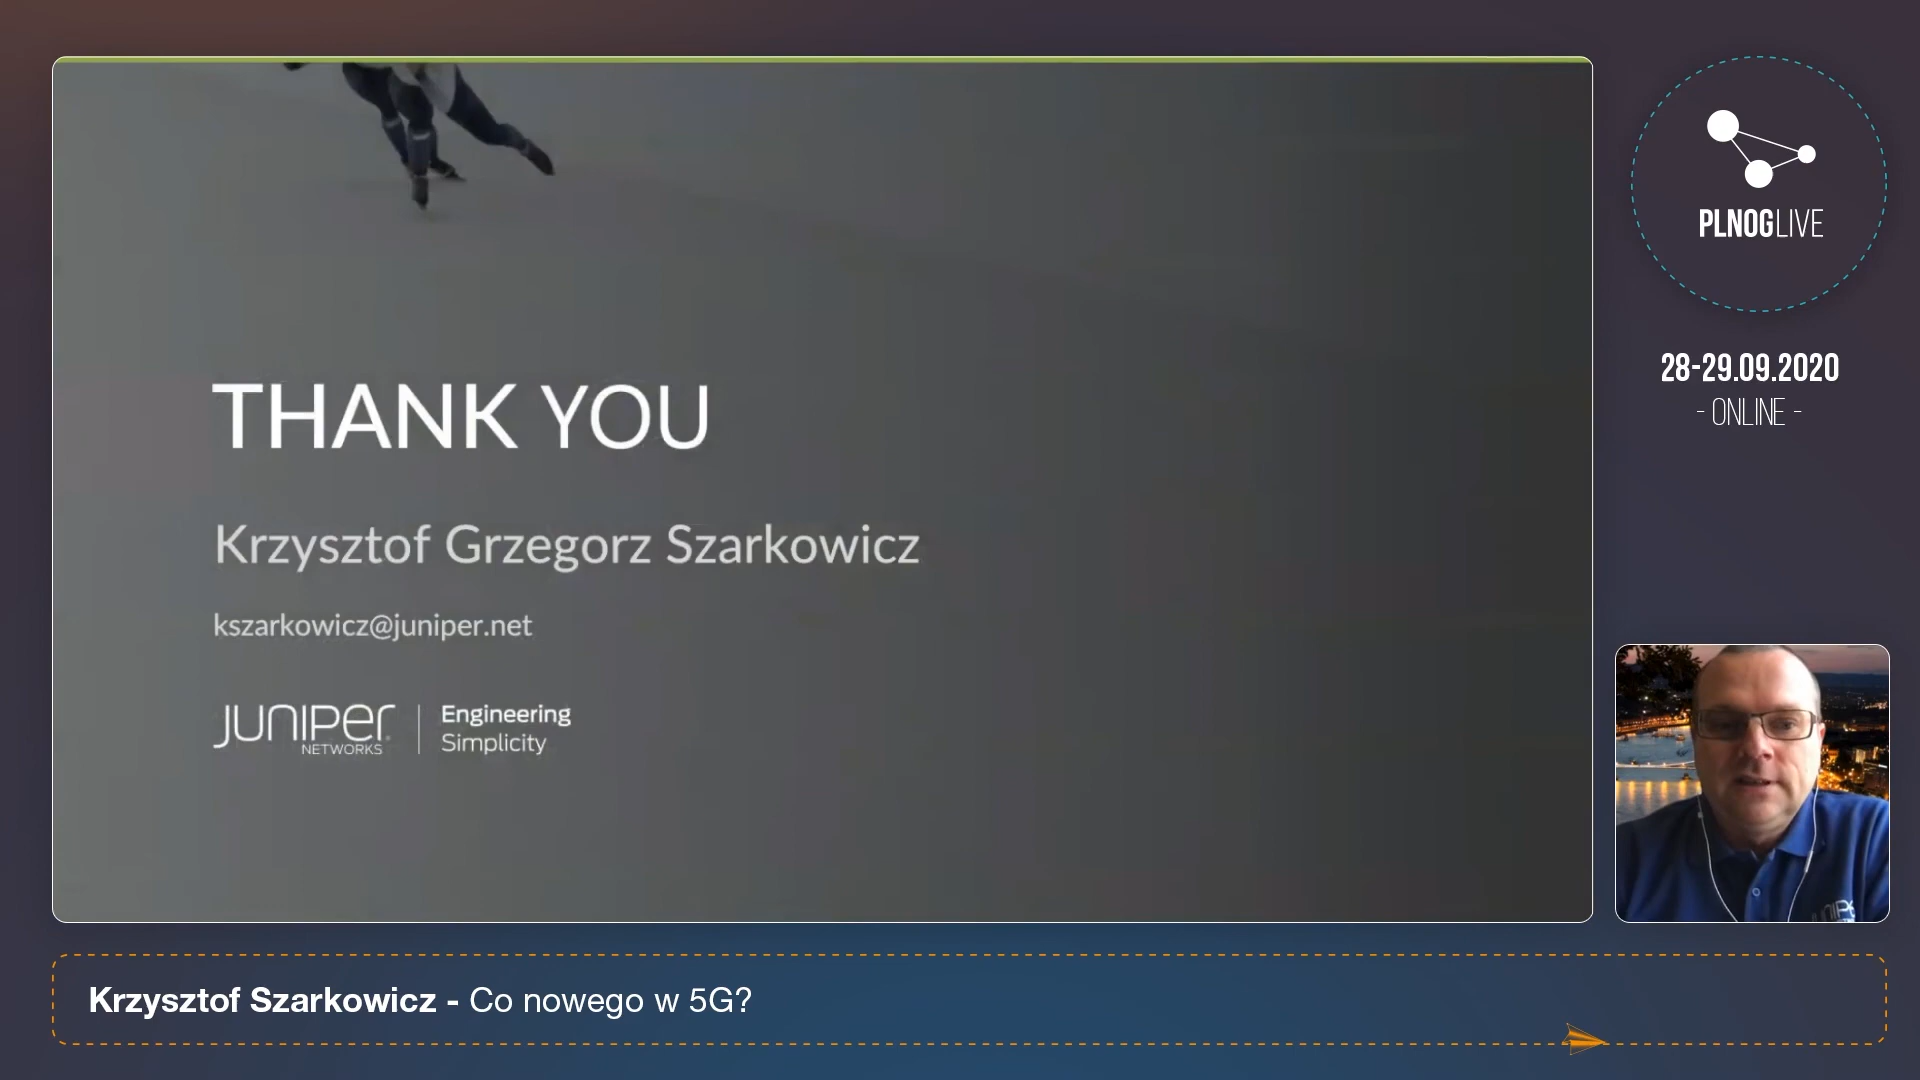 THANK YOU
Krzysztof Grzegorz Szarkowicz
kszarkowicz@juniper.net
JUNIPER
NETWORKS
Engineering
Simplicity
PLNOGLIVE
28-29.09.2020
- ONLINE -
Krzysztof Szarkowicz - Co nowego w 5G?